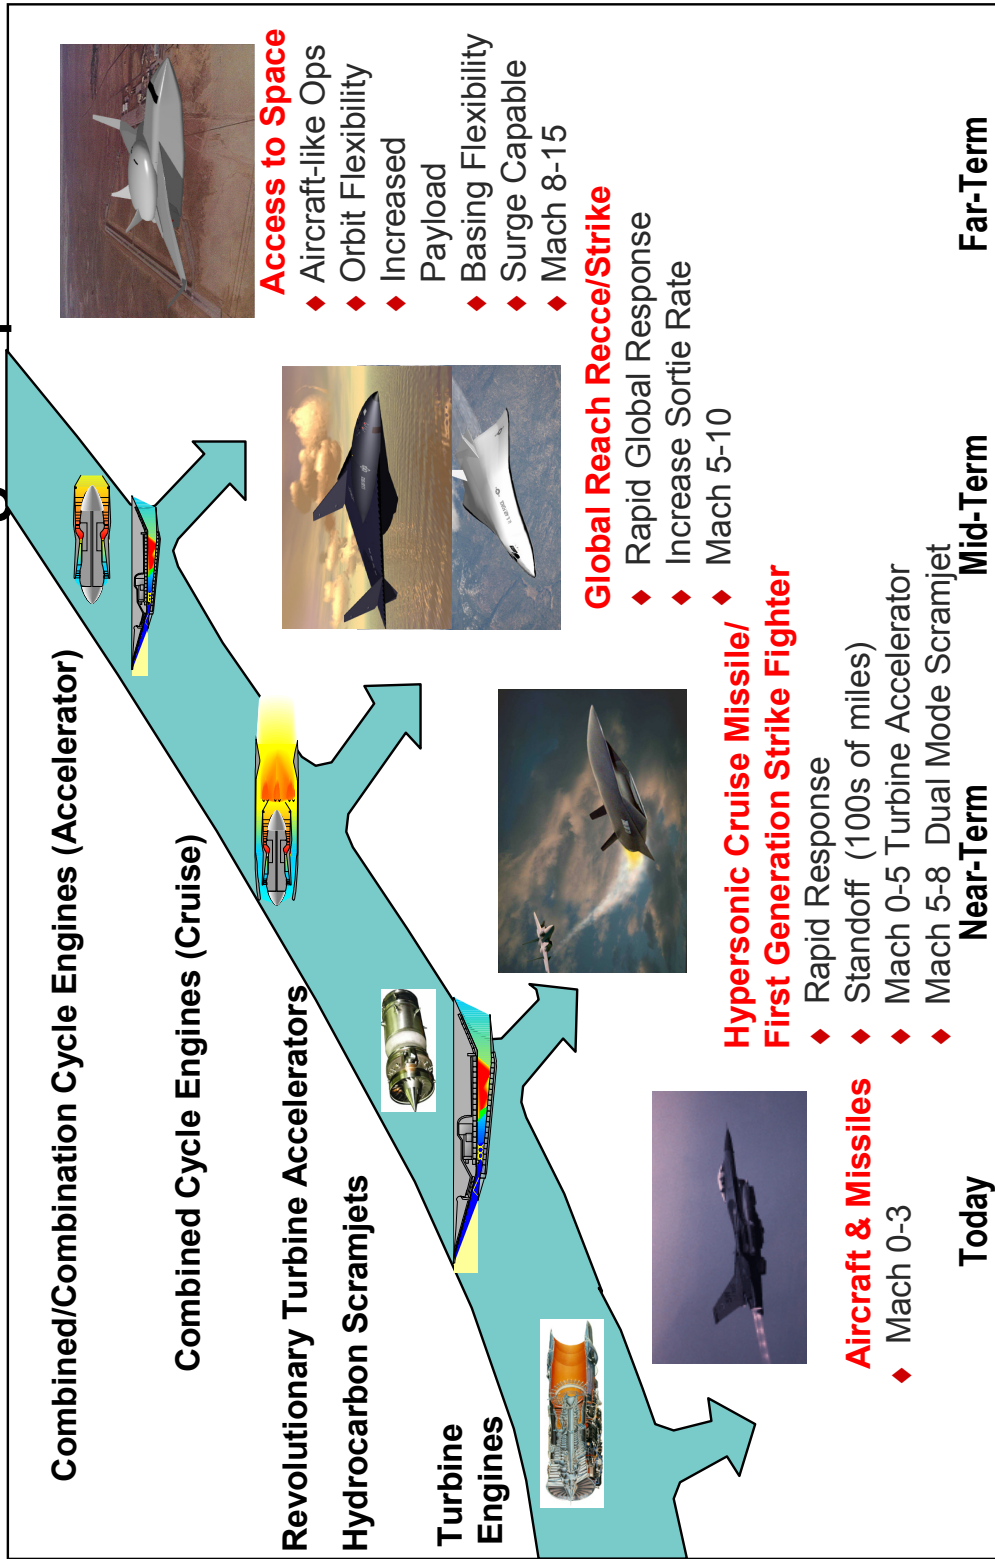 Combined/Combination Cycle Engines (Accelerator)
Combined Cycle Engines (Cruise)
Revolutionary Turbine Accelerators
Hydrocarbon Scramjets
Turbine
Engines
Aircraft & Missiles
♦ Mach 0-3
Hypersonic Cruise Missile/
First Generation Strike Fighter
♦ Rapid Response
♦ Standoff (100s of miles)
♦ Mach 0-5 Turbine Accelerator
♦ Mach 5-8 Dual Mode Scramjet
Global Reach Recce/Strike
♦ Rapid Global Response
♦ Increase Sortie Rate
♦ Mach 5-10
Access to Space
♦ Aircraft-like Ops
♦ Orbit Flexibility
♦ Increased
Payload
♦ Basing Flexibility
♦ Surge Capable
♦ Mach 8-15
Today
Near-Term
Mid-Term
Far-Term